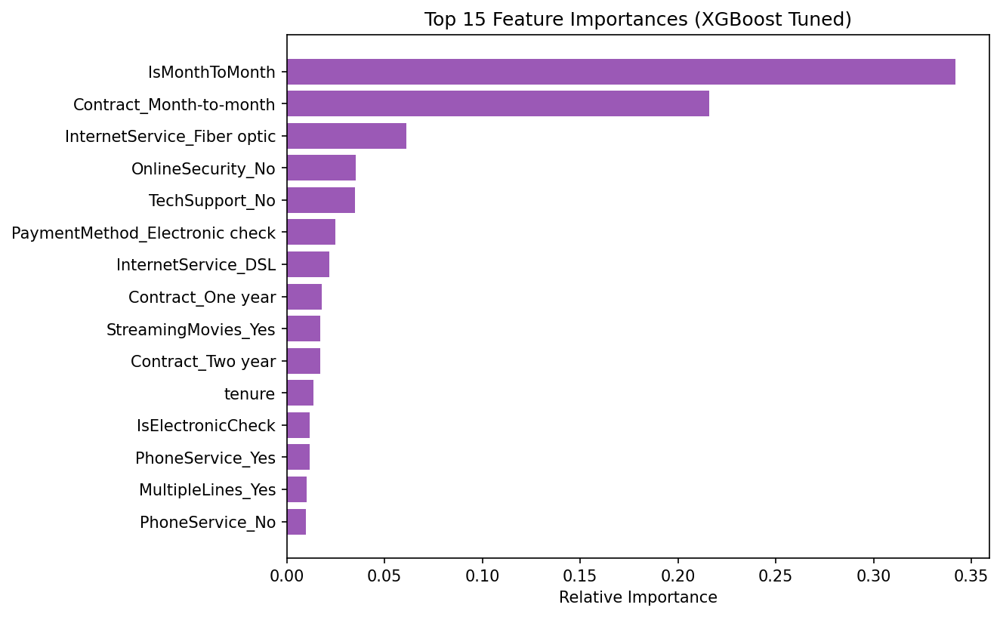 Top 15 Feature Importances (XGBoost Tuned)
IsMonthToMonth
Contract_Month-to-month
InternetService_Fiber optic
OnlineSecurity_No
TechSupport_No
PaymentMethod_Electronic check
InternetService_DSL
Contract_One year
StreamingMovies_Yes
Contract_Two year
tenure
IsElectronicCheck
PhoneService_Yes
MultipleLines_Yes
PhoneService_No
0.00 0.05 0.10 0.15 0.20 0.25 0.30 0.35
Relative Importance